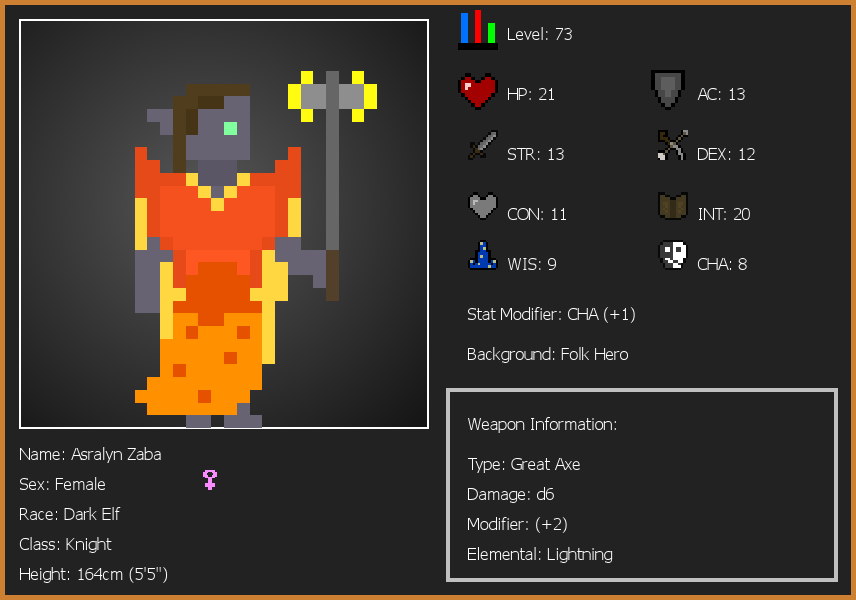 Level: 73
HP: 21
AC: 13
STR: 13
DEX: 12
CON: 11
INT: 20
WIS: 9
CHA: 8
Stat Modifier: CHA (+1)
Background: Folk Hero
Weapon Information:
Type: Great Axe
Damage: d6
Modifier: (+2)
Elemental: Lightning
Name: Asralyn Zaba
Sex: Female
Race: Dark Elf
Class: Knight
Height: 164cm (5'5")